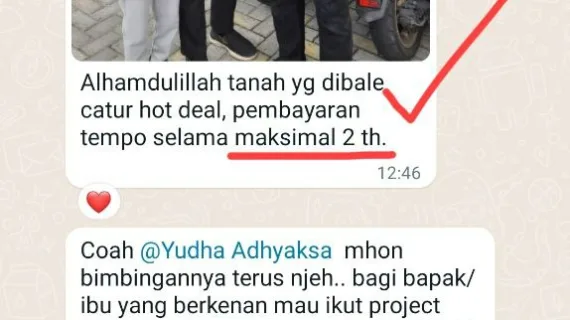 Alhamdulillah tanah yg dibale
catur hot deal, pembayaran
tempo selama maksimal 2 th.
12:46
Coah @Yudha Adhyaksa mhon
bimbingannya terus njeh.. bagi bapak/
ibu yang berkenan mau ikut project